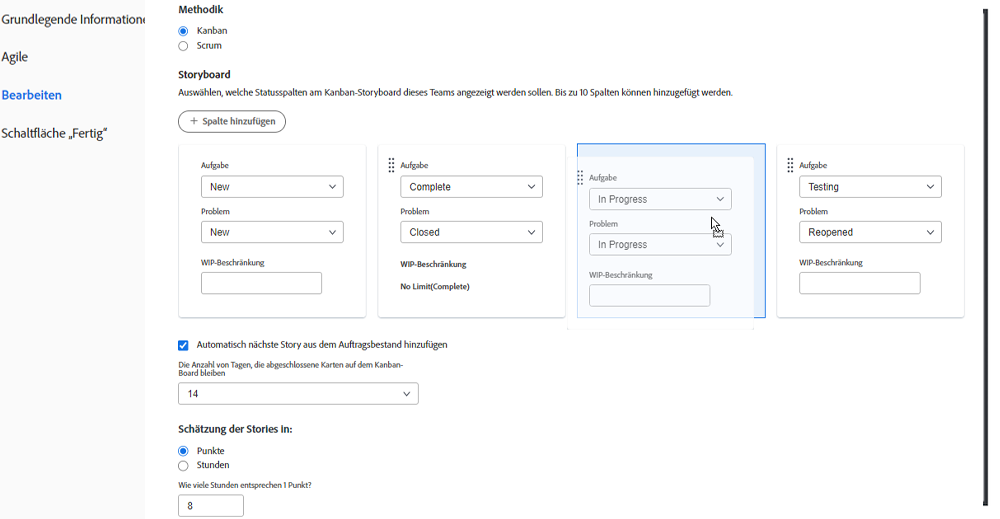 Grundlegende Informatione
Agile
Bearbeiten
Schaltfläche „Fertig“
Methodik
Kanban
Scrum
Storyboard
Auswählen, welche Statusspalten am Kanban-Storyboard dieses Teams angezeigt werden sollen. Bis zu 10 Spalten können hinzugefügt werden.
+ Spalte hinzufügen
Aufgabe
New
Problem
New
WIP-Beschränkung
Aufgabe
Complete
Problem
Closed
WIP-Beschränkung
No Limit(Complete)
Aufgabe
In Progress
Problem
In Progress
WIP-Beschränkung
Aufgabe
Testing
Problem
Reopened
WIP-Beschränkung
Automatisch nächste Story aus dem Auftragsbestand hinzufügen
Die Anzahl von Tagen, die abgeschlossene Karten auf dem Kanban-
Board bleiben
14
Schätzung der Stories in:
Punkte
Stunden
Wie viele Stunden entsprechen 1 Punkt?
8